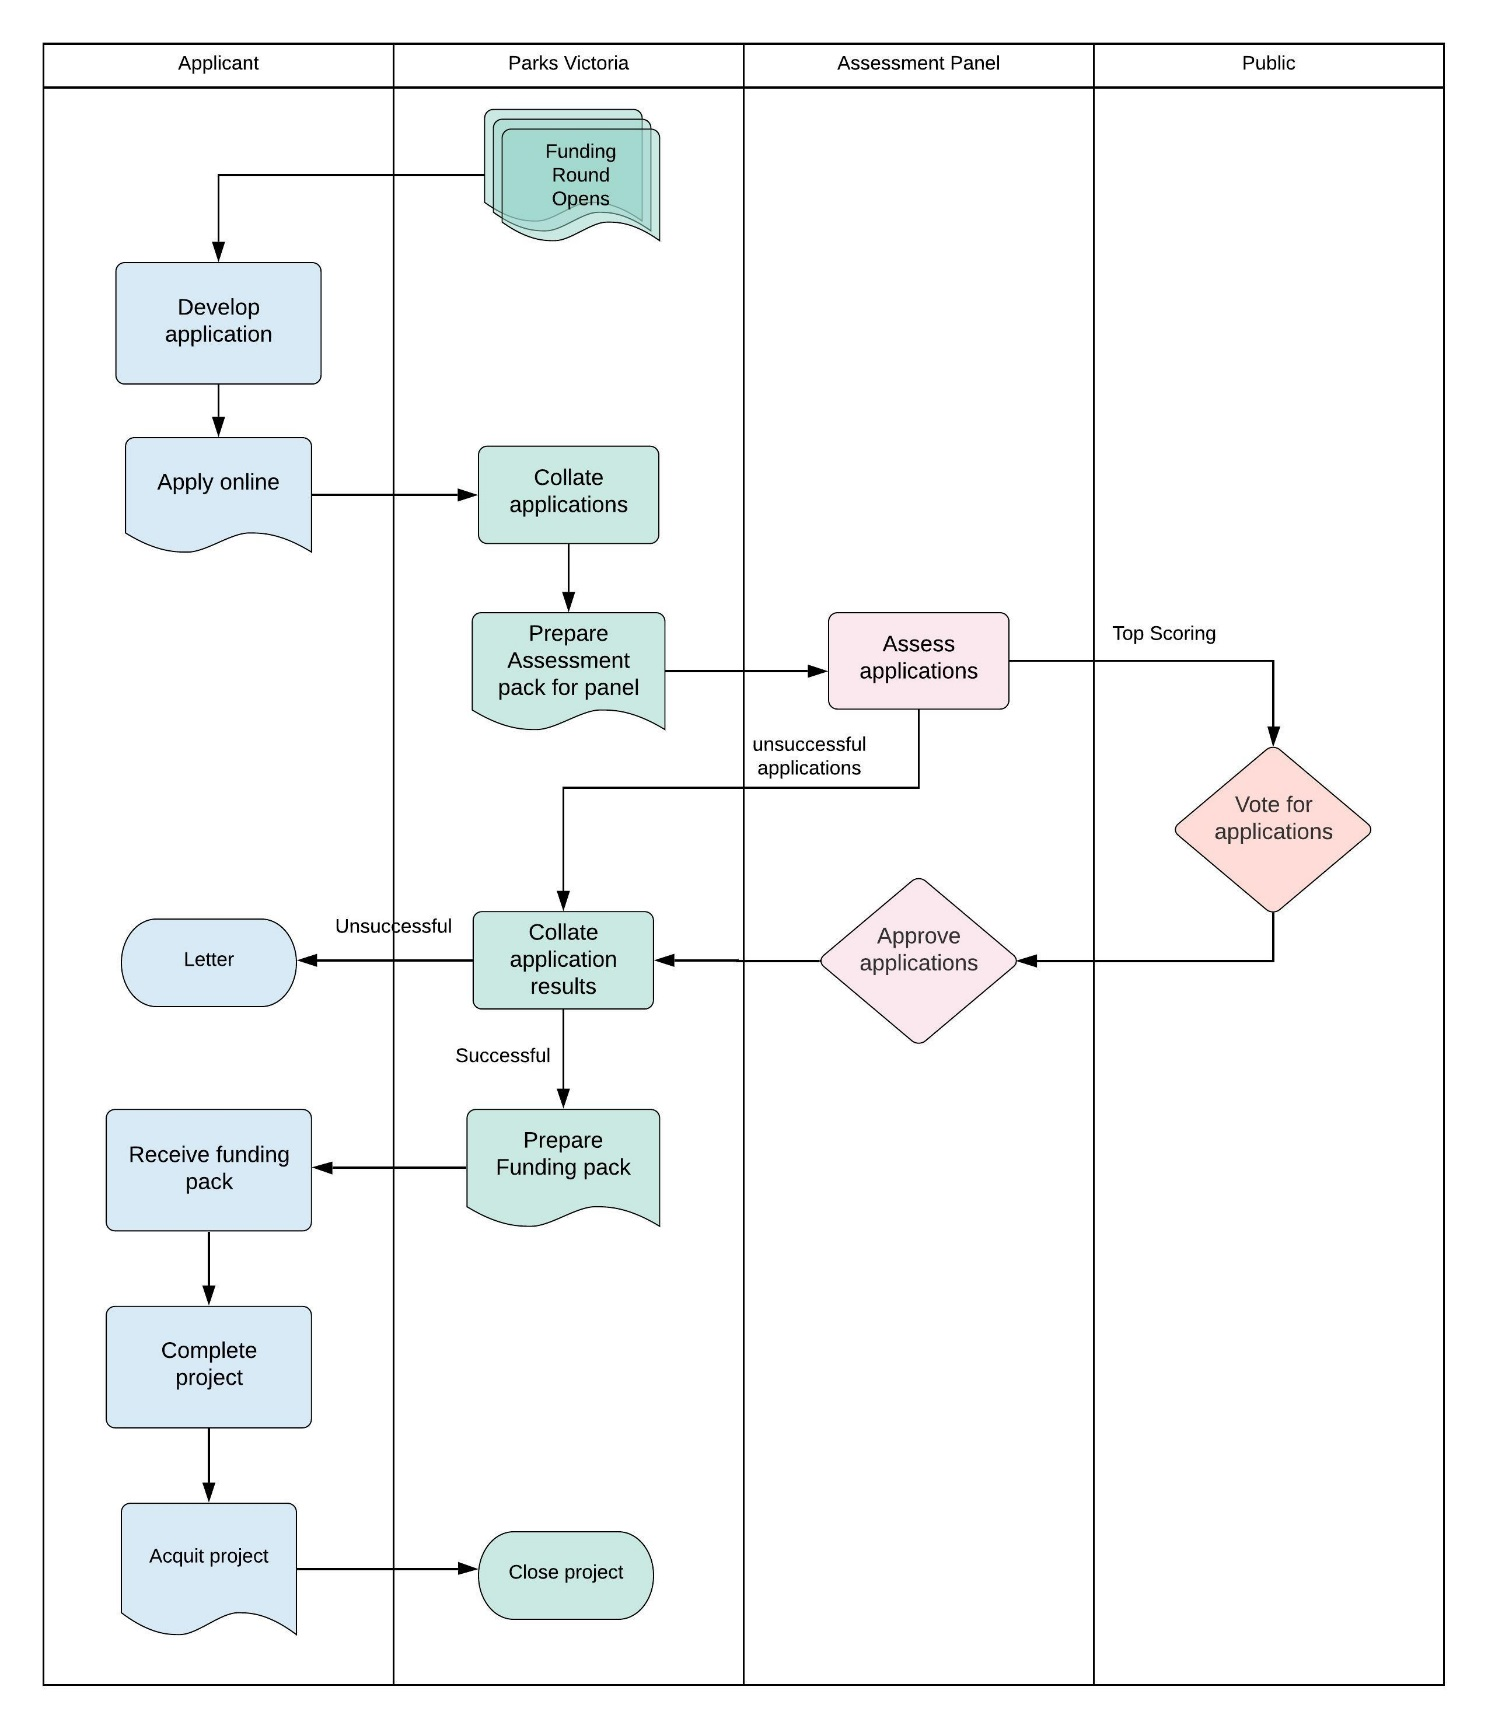 Applicant
Parks Victoria
Assessment Panel
Public
Funding
Round
Opens
Develop
application
Apply online
Collate
applications
Prepare
Assessment
pack for panel
Assess
applications
Top Scoring
unsuccessful
applications
Vote for
applications
Approve
applications
Collate
application
results
Unsuccessful
Letter
Successful
Prepare
Funding pack
Receive funding
pack
Complete
project
Acquit project
Close project